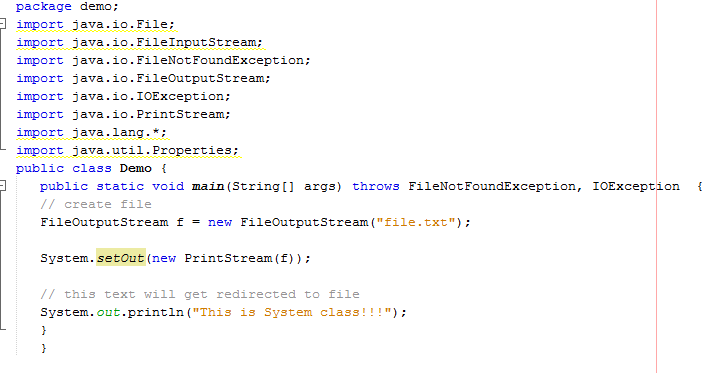 package demo;
import java.io.File;
import java.io.FileInputStream;
import java.io.FileNotFoundException;
import java.io.FileOutputStream;
import java.io.IOException;
import java.io.PrintStream;
import java.lang.*;
import java.util.Properties;
public class Demo {
public static void main(String[] args) throws FileNotFoundException, IOException {
// create file
FileOutputStream f = new FileOutputStream("file.txt");
System.setOut(new PrintStream(f));
// this text will get redirected to file
System.out.println("This is System class!!!");
}
}